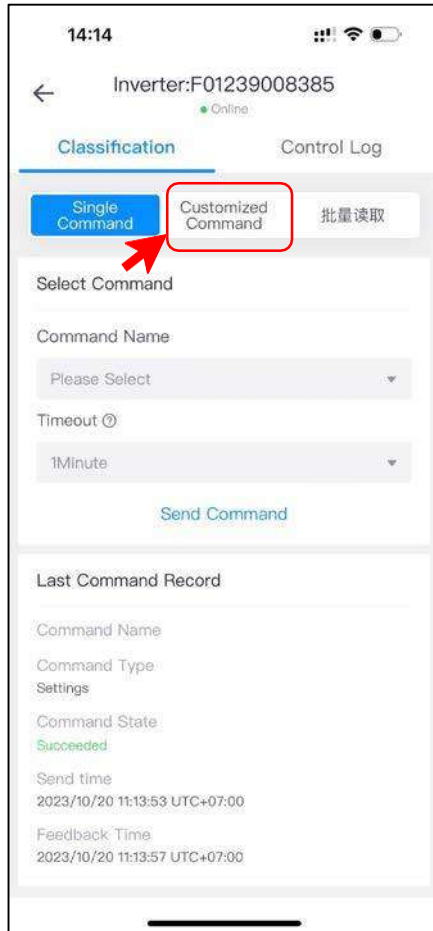 14:14
Inverter:F01239008385
Online
Classification
Control Log
Single
Command
Customized
Command
批量读取
Select Command
Command Name
Please Select
Timeout ?
1Minute
Send Command
Last Command Record
Command Name
Command Type
Settings
Command State
Succeeded
Send time
2023/10/20 11:13:53 UTC+07:00
Feedback Time
2023/10/20 11:13:57 UTC+07:00